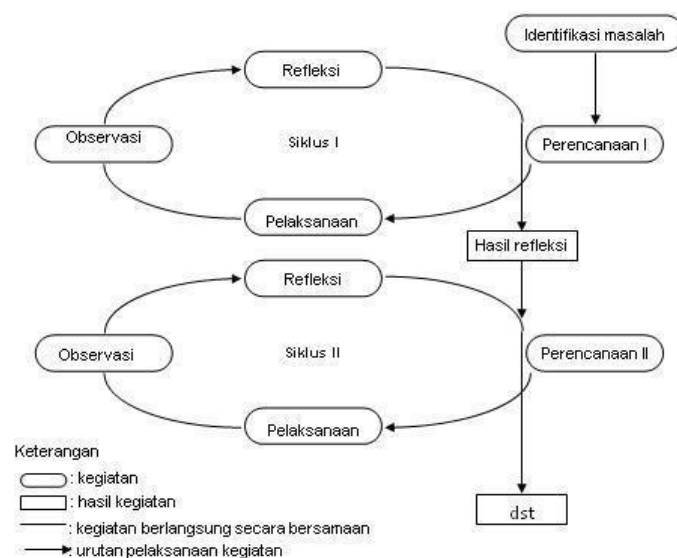 Identifikasi masalah
Refleksi
Observasi
Siklus I
Perencanaan I
Pelaksanaan
Hasil refleksi
Refleksi
Observasi
Siklus II
Perencanaan II
Pelaksanaan
Keterangan
: kegiatan
: hasil kegiatan
: kegiatan berlangsung secara bersamaan
: urutan pelaksanaan kegiatan
dst